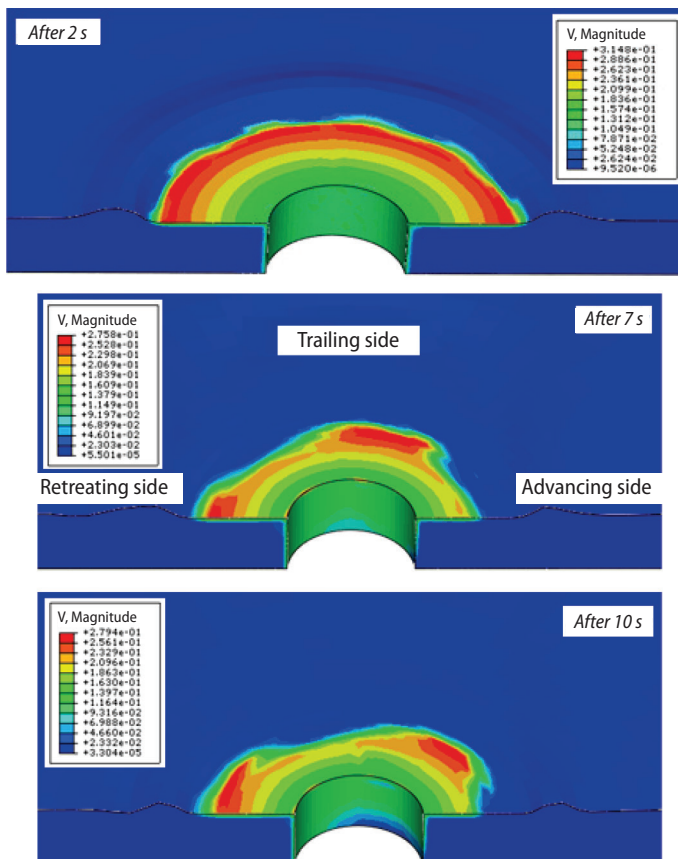 After 2 s
V, Magnitude
+3.148e-01
+2.886e-01
+2.623e-01
+2.361e-01
+2.099e-01
+1.836e-01
+1.574e-01
+1.312e-01
+1.049e-01
+7.871e-02
+5.248e-02
+2.624e-02
+9.520e-06
V, Magnitude
+2.758e-01
+2.528e-01
+2.298e-01
+2.069e-01
+1.839e-01
+1.609e-01
+1.379e-01
+1.149e-01
+9.197e-02
+6.899e-02
+4.601e-02
+2.303e-02
+5.501e-05
After 7 s
Trailing side
Retreating side
Advancing side
V, Magnitude
+2.794e-01
+2.561e-01
+2.329e-01
+2.096e-01
+1.863e-01
+1.630e-01
+1.397e-01
+1.164e-01
+9.316e-02
+6.988e-02
+4.660e-02
+2.332e-02
+3.304e-05
After 10 s